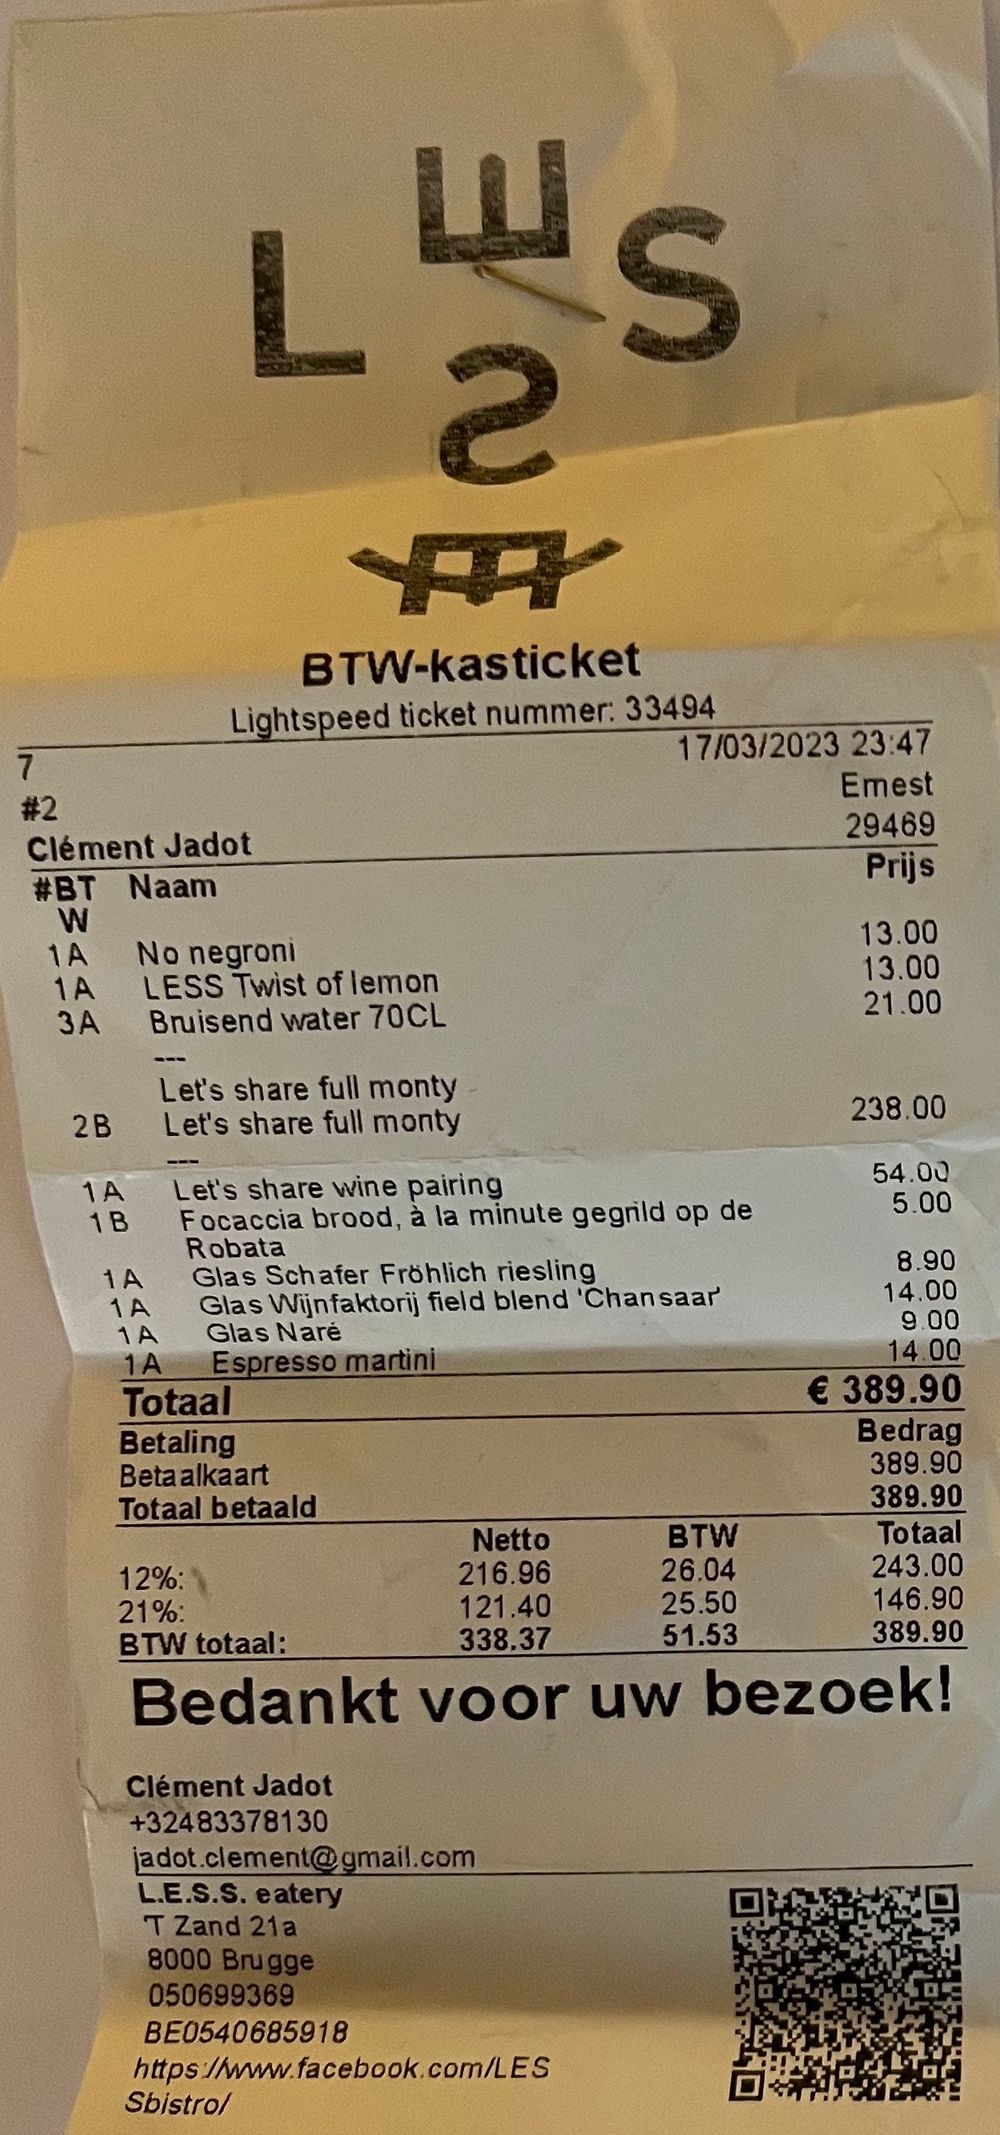 L E S
S
BTW-kasticket
Lightspeed ticket nummer: 33494
7 17/03/2023 23:47
#2 Ernest
Clément Jadot 29469
#BT Naam Prijs
W
1A No negroni 13.00
1A LESS Twist of lemon 13.00
3A Bruisend water 70CL 21.00
---
Let's share full monty
2B Let's share full monty 238.00
---
1A Let's share wine pairing 54.00
1B Focaccia brood, à la minute gegrild op de 5.00
Robata
1A Glas Schafer Fröhlich riesling 8.90
1A Glas Wijnfaktorij field blend 'Chansaar' 14.00
1A Glas Naré 9.00
1A Espresso martini 14.00
Totaal € 389.90
Betaling Bedrag
Betaalkaart 389.90
Totaal betaald 389.90
Netto BTW Totaal
12%: 216.96 26.04 243.00
21%: 121.40 25.50 146.90
BTW totaal: 338.37 51.53 389.90
Bedankt voor uw bezoek!
Clément Jadot
+32483378130
jadot.clement@gmail.com
L.E.S.S. eatery
'T Zand 21a
8000 Brugge
050699369
BE0540685918
https://www.facebook.com/LES
Sbistro/